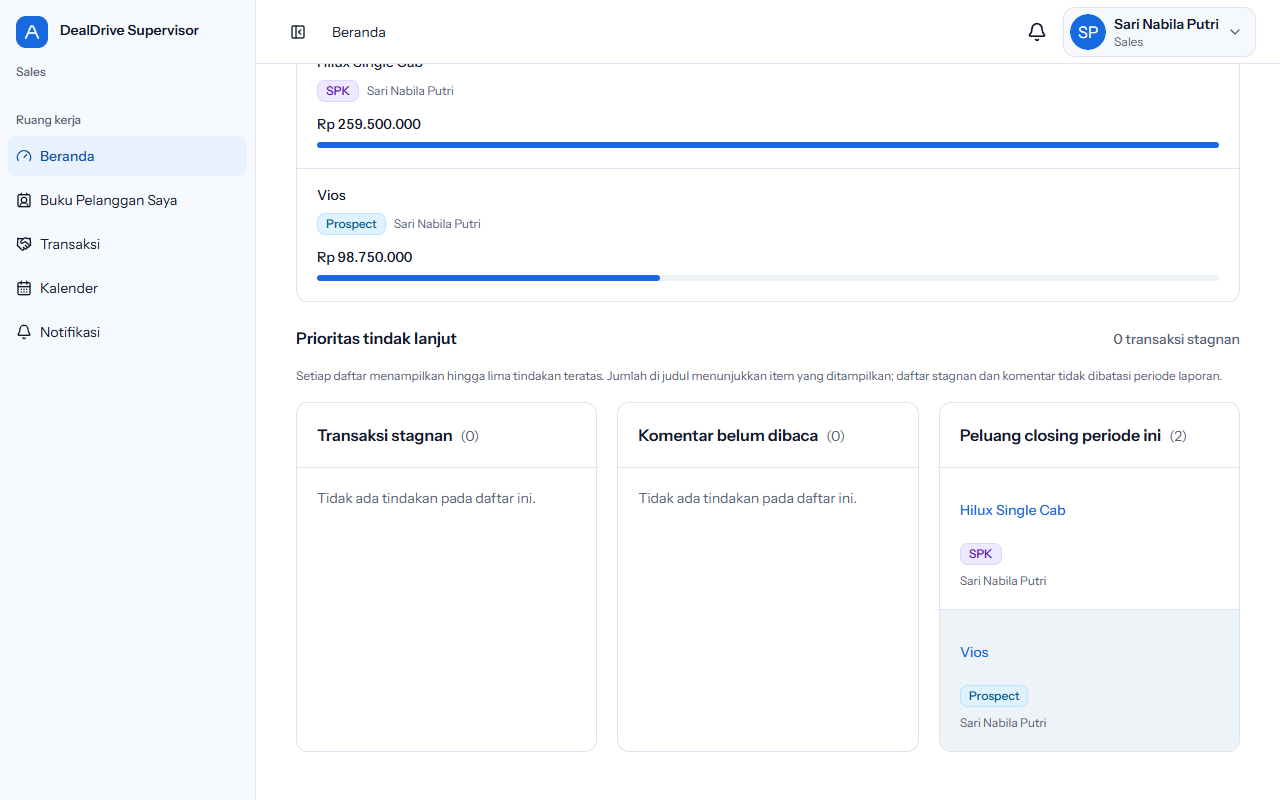 DealDrive Supervisor
Sales
Ruang kerja
Beranda
Buku Pelanggan Saya
Transaksi
Kalender
Notifikasi
Beranda
SP
Sari Nabila Putri
Sales
Hilux Single Cab
SPK
Sari Nabila Putri
Rp 259.500.000
Vios
Prospect
Sari Nabila Putri
Rp 98.750.000
Prioritas tindak lanjut
0 transaksi stagnan
Setiap daftar menampilkan hingga lima tindakan teratas. Jumlah di judul menunjukkan item yang ditampilkan; daftar stagnan dan komentar tidak dibatasi periode laporan.
Transaksi stagnan (0)
Tidak ada tindakan pada daftar ini.
Komentar belum dibaca (0)
Tidak ada tindakan pada daftar ini.
Peluang closing periode ini (2)
Hilux Single Cab
SPK
Sari Nabila Putri
Vios
Prospect
Sari Nabila Putri